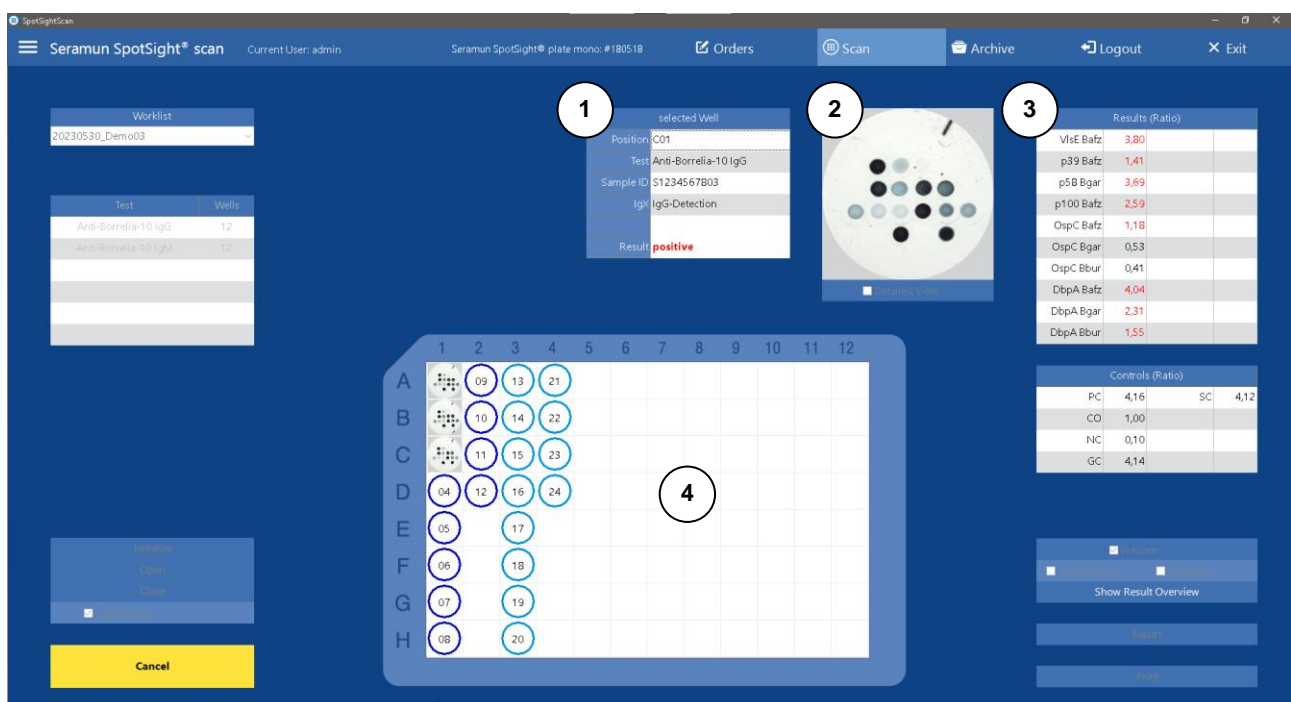 SpotSightScan
Seramun SpotSight® scan Current User: admin Seramun SpotSight® plate mono: #180518 Orders Scan Archive Logout Exit
1 2 3
Worklist
20230530_Demo03
Test Wells
Anti-Borrelia-10 IgG 12
Anti-Borrelia-10 IgM 12
selected Well
Position C01
Test Anti-Borrelia-10 IgG
Sample ID S1234567803
IgX IgG-Detection
Result positive
Detailed View
Results (Ratio)
VlsE Bafz 3,80
p39 Bafz 1,41
p58 Bgar 3,69
p100 Bafz 2,59
OspC Bafz 1,18
OspC Bgar 0,53
OspC Bbur 0,41
DbpA Bafz 4,04
DbpA Bgar 2,31
DbpA Bbur 1,55
Controls (Ratio)
PC 4,16 SC 4,12
CO 1,00
NC 0,10
GC 4,14
1 2 3 4 5 6 7 8 9 10 11 12
A 09 13 21
B 10 14 22
C 11 15 23
D 04 12 16 24
E 05 17
F 06 18
G 07 19
H 08 20
4
Initialize
Open
Close
Cancel
Preview
Show Result Overview
Export
Print